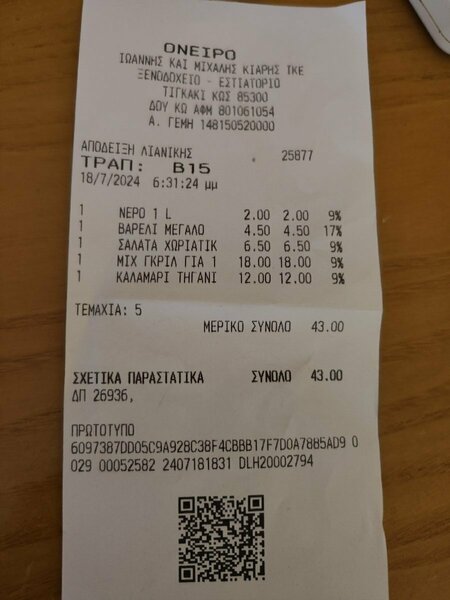 ΟΝΕΙΡΟ
ΙΩΑΝΝΗΣ ΚΑΙ ΜΙΧΑΛΗΣ ΚΙΑΡΗΣ ΤΚΕ
ΞΕΝΟΔΟΧΕΙΟ - ΕΣΤΙΑΤΟΡΙΟ
ΤΙΓΚΑΚΙ ΚΩΣ 85300
ΔΟΥ ΚΩ ΑΦΜ 801061054
Α. ΓΕΜΗ 148150520000
ΑΠΟΔΕΙΞΗ ΛΙΑΝΙΚΗΣ 25877
ΤΡΑΠ: Β15
18/7/2024 6:31:24 μμ
1 ΝΕΡΟ 1 L 2.00 2.00 9%
1 ΒΑΡΕΛΙ ΜΕΓΑΛΟ 4.50 4.50 17%
1 ΣΑΛΑΤΑ ΧΩΡΙΑΤΙΚ 6.50 6.50 9%
1 ΜΙΧ ΓΚΡΙΛ ΓΙΑ 1 18.00 18.00 9%
1 ΚΑΛΑΜΑΡΙ ΤΗΓΑΝΙ 12.00 12.00 9%
ΤΕΜΑΧΙΑ: 5
ΜΕΡΙΚΟ ΣΥΝΟΛΟ 43.00
ΣΧΕΤΙΚΑ ΠΑΡΑΣΤΑΤΙΚΑ ΣΥΝΟΛΟ 43.00
ΔΠ 26936,
ΠΡΩΤΟΤΥΠΟ
6097387DD05C9A928C38F4CBBB17F7D0A7885AD9 0
029 00052582 2407181831 DLH20002794